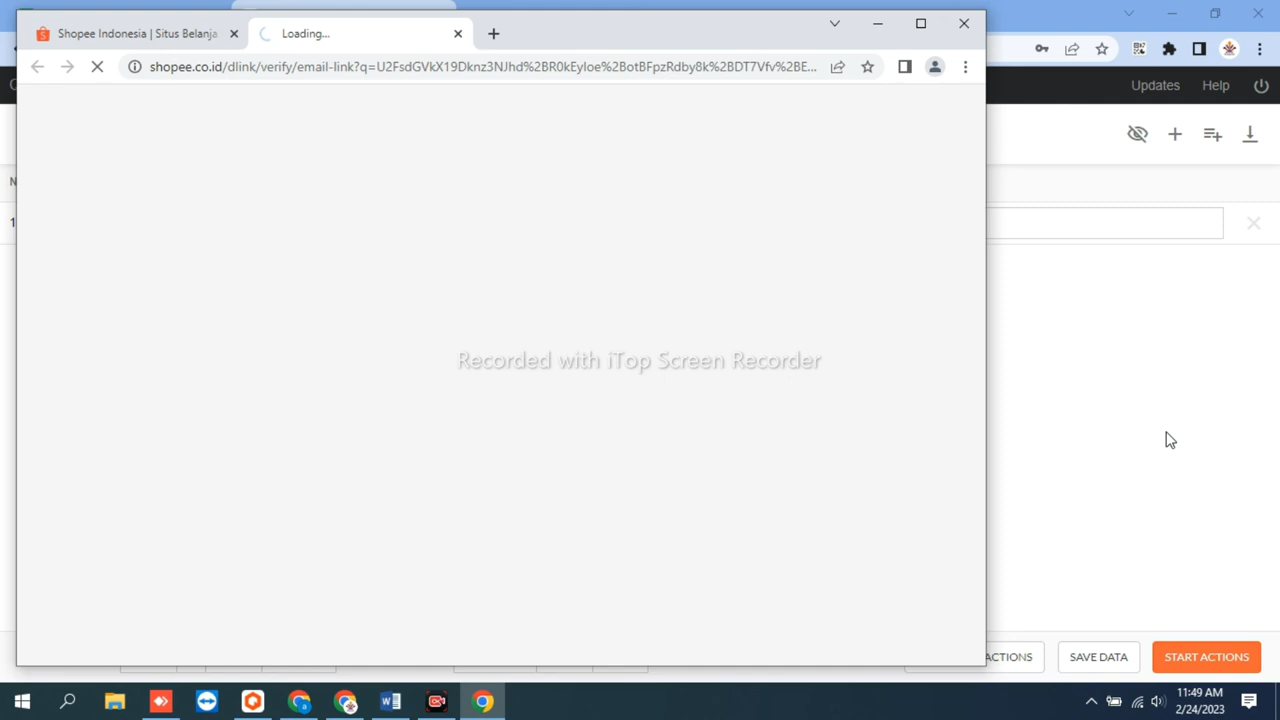 Shopee Indonesia | Situs Belanja
Loading...
shopee.co.id/dlink/verify/email-link?q=U2FsdGVkX19Dknz3NJhd%2BR0kEyloe%2BotBFpzRdby8k%2BDT7Vfv%2BE...
Updates
Help
N
1
Recorded with iTop Screen Recorder
ACTIONS
SAVE DATA
START ACTIONS
11:49 AM
2/24/2023